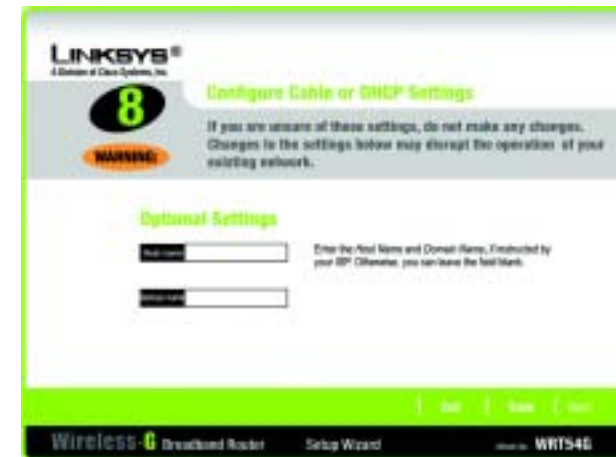 LINKSYS®
A Division of Cisco Systems, Inc.
8
Configure Cable or DHCP Settings
WARNING:
If you are unsure of these settings, do not make any changes.
Changes to the settings below may disrupt the operation of your
existing network.
Optional Settings
Host name
Enter the Host Name and Domain Name, if instructed by
your ISP. Otherwise, you can leave the field blank.
Domain name
Exit
Back
Next
Wireless-G Broadband Router
Setup Wizard
WRT54G